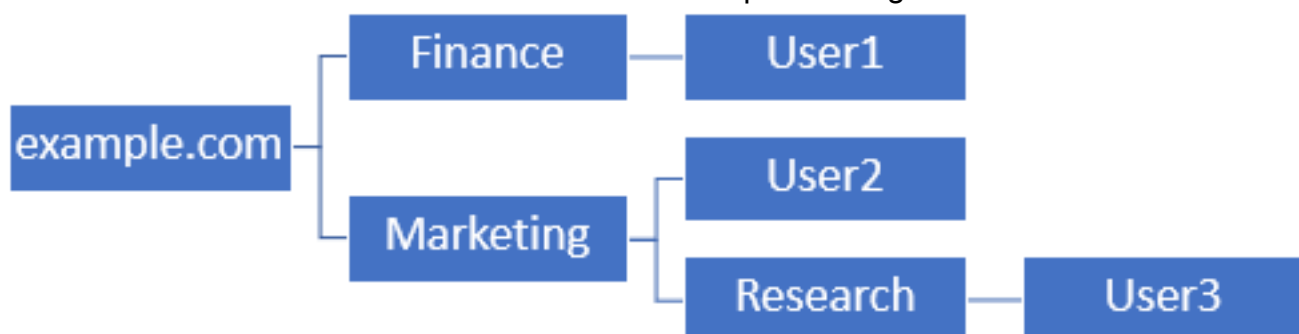 example.com
Finance
User1
Marketing
User2
Research
User3